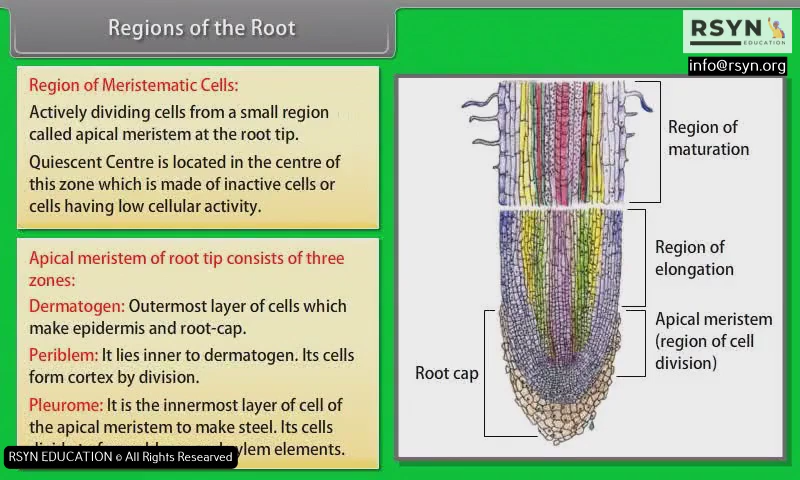 Regions of the Root
RSYN
EDUCATION
info@rsyn.org
Region of Meristematic Cells:
Actively dividing cells from a small region
called apical meristem at the root tip.
Quiescent Centre is located in the centre of
this zone which is made of inactive cells or
cells having low cellular activity.
Apical meristem of root tip consists of three
zones:
Dermatogen: Outermost layer of cells which
make epidermis and root-cap.
Periblem: It lies inner to dermatogen. Its cells
form cortex by division.
Pleurome: It is the innermost layer of cell of
the apical meristem to make steel. Its cells
elements.
RSYN EDUCATION © All Rights Researved
Region of
maturation
Region of
elongation
Apical meristem
(region of cell
division)
Root cap